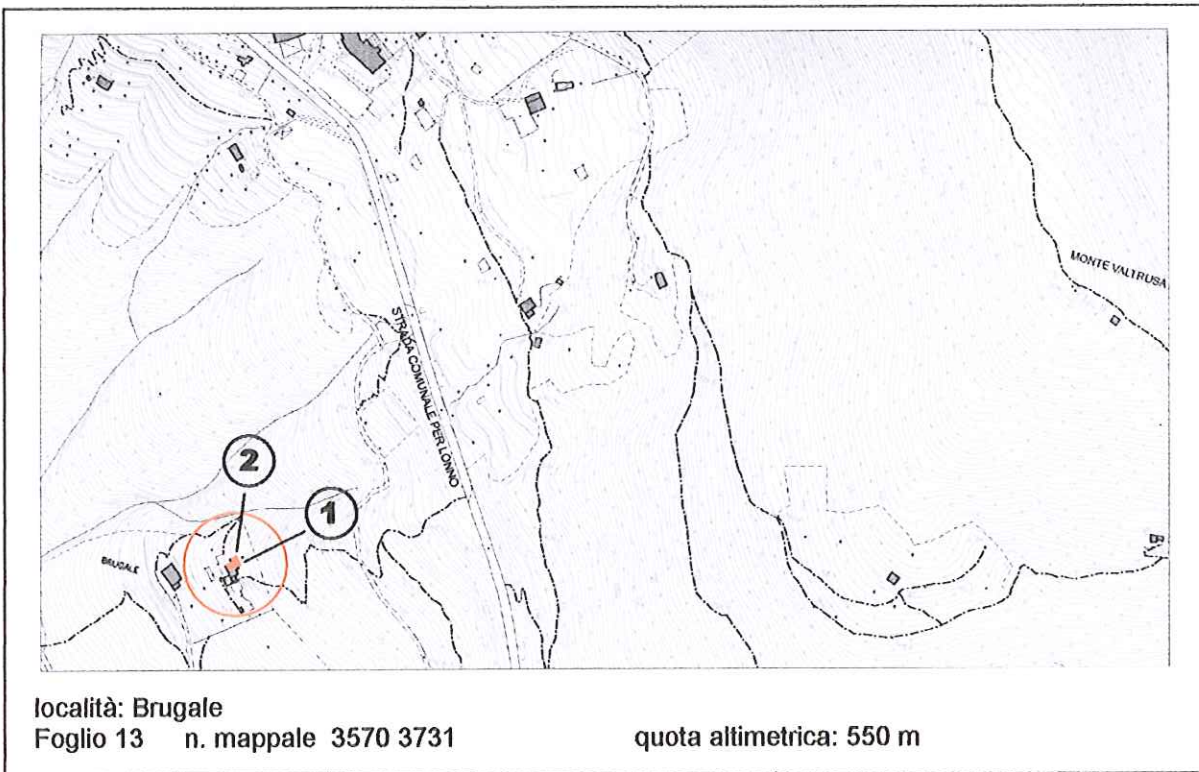 MONTE VALTRUSA
STRADA COMUNALE PER LONNO
2
1
BRUGALE
località: Brugale
Foglio 13 n. mappale 3570 3731 quota altimetrica: 550 m